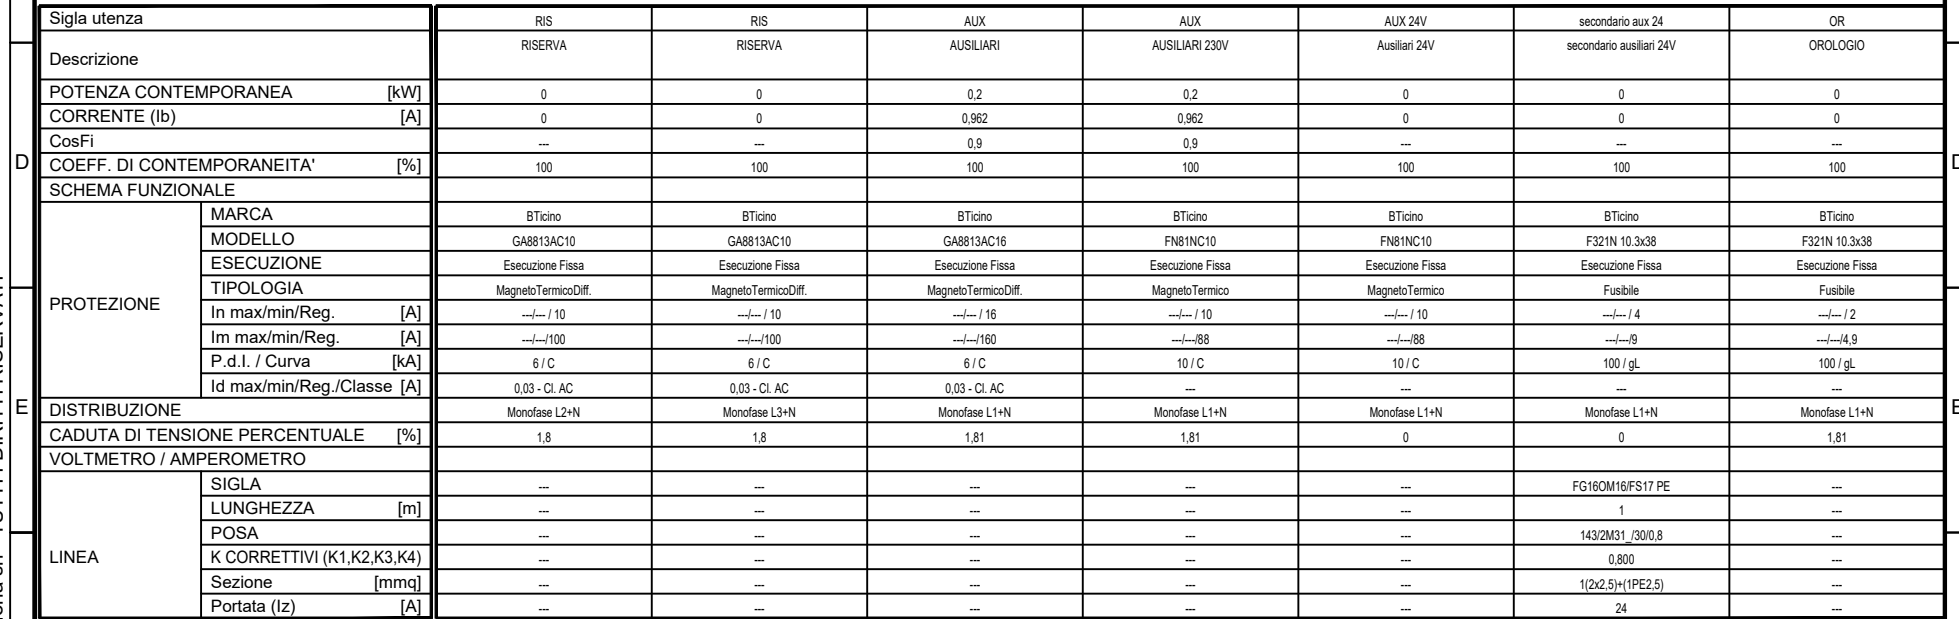 Sigla utenza RIS RIS AUX AUX AUX 24V secondario aux 24 OR
Descrizione RISERVA RISERVA AUSILIARI AUSILIARI 230V Ausiliari 24V secondario ausiliari 24V OROLOGIO
POTENZA CONTEMPORANEA [kW] 0 0 0,2 0,2 0 0 0
CORRENTE (Ib) [A] 0 0 0,962 0,962 0 0 0
CosFi --- --- 0,9 0,9 --- --- ---
D COEFF. DI CONTEMPORANEITA' [%] 100 100 100 100 100 100 100
SCHEMA FUNZIONALE
PROTEZIONE
MARCA BTicino BTicino BTicino BTicino BTicino BTicino BTicino
MODELLO GA8813AC10 GA8813AC10 GA8813AC16 FN81NC10 FN81NC10 F321N 10.3x38 F321N 10.3x38
ESECUZIONE Esecuzione Fissa Esecuzione Fissa Esecuzione Fissa Esecuzione Fissa Esecuzione Fissa Esecuzione Fissa Esecuzione Fissa
TIPOLOGIA MagnetoTermicoDiff. MagnetoTermicoDiff. MagnetoTermicoDiff. MagnetoTermico MagnetoTermico Fusibile Fusibile
In max/min/Reg. [A] ---/--- / 10 ---/--- / 10 ---/--- / 16 ---/--- / 10 ---/--- / 10 ---/--- / 4 ---/--- / 2
Im max/min/Reg. [A] ---/---/100 ---/---/100 ---/---/160 ---/---/88 ---/---/88 ---/---/9 ---/---/4,9
P.d.I. / Curva [kA] 6 / C 6 / C 6 / C 10 / C 10 / C 100 / gL 100 / gL
Id max/min/Reg./Classe [A] 0,03 - Cl. AC 0,03 - Cl. AC 0,03 - Cl. AC --- --- --- ---
E DISTRIBUZIONE Monofase L2+N Monofase L3+N Monofase L1+N Monofase L1+N Monofase L1+N Monofase L1+N Monofase L1+N
CADUTA DI TENSIONE PERCENTUALE [%] 1,8 1,8 1,81 1,81 0 0 1,81
VOLTMETRO / AMPEROMETRO
LINEA
SIGLA --- --- --- --- --- FG16OM16/FS17 PE ---
LUNGHEZZA [m] --- --- --- --- --- 1 ---
POSA --- --- --- --- --- 143/2M31_/30/0,8 ---
K CORRETTIVI (K1,K2,K3,K4) --- --- --- --- --- 0,800 ---
Sezione [mmq] --- --- --- --- --- 1(2x2,5)+(1PE2,5) ---
Portata (Iz) [A] --- --- --- --- --- 24 ---